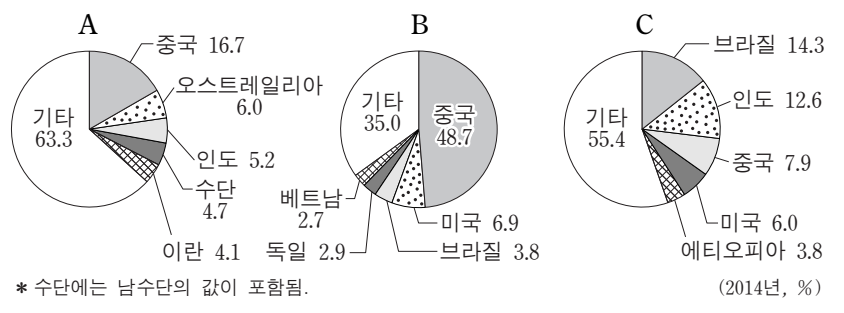 A
중국 16.7
오스트레일리아
6.0
인도 5.2
수단
4.7
이란 4.1
기타
63.3
B
중국
48.7
미국 6.9
브라질 3.8
독일 2.9
베트남
2.7
기타
35.0
C
브라질 14.3
인도 12.6
중국 7.9
미국 6.0
에티오피아 3.8
기타
55.4
* 수단에는 남수단의 값이 포함됨.
(2014년, %)